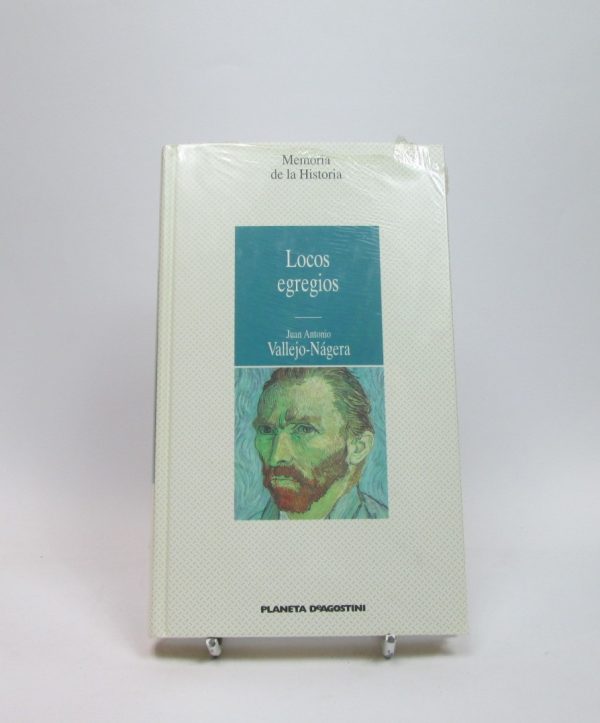 Memoria
de la Historia
Locos
egregios
Juan Antonio
Vallejo-Nágera
PLANETA DeAGOSTINI